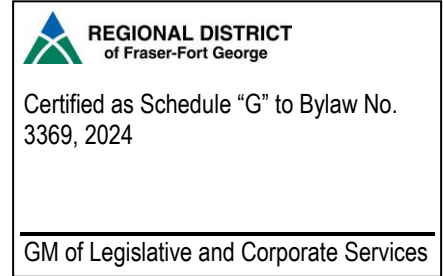 REGIONAL DISTRICT
of Fraser-Fort George
Certified as Schedule “G” to Bylaw No.
3369, 2024
GM of Legislative and Corporate Services